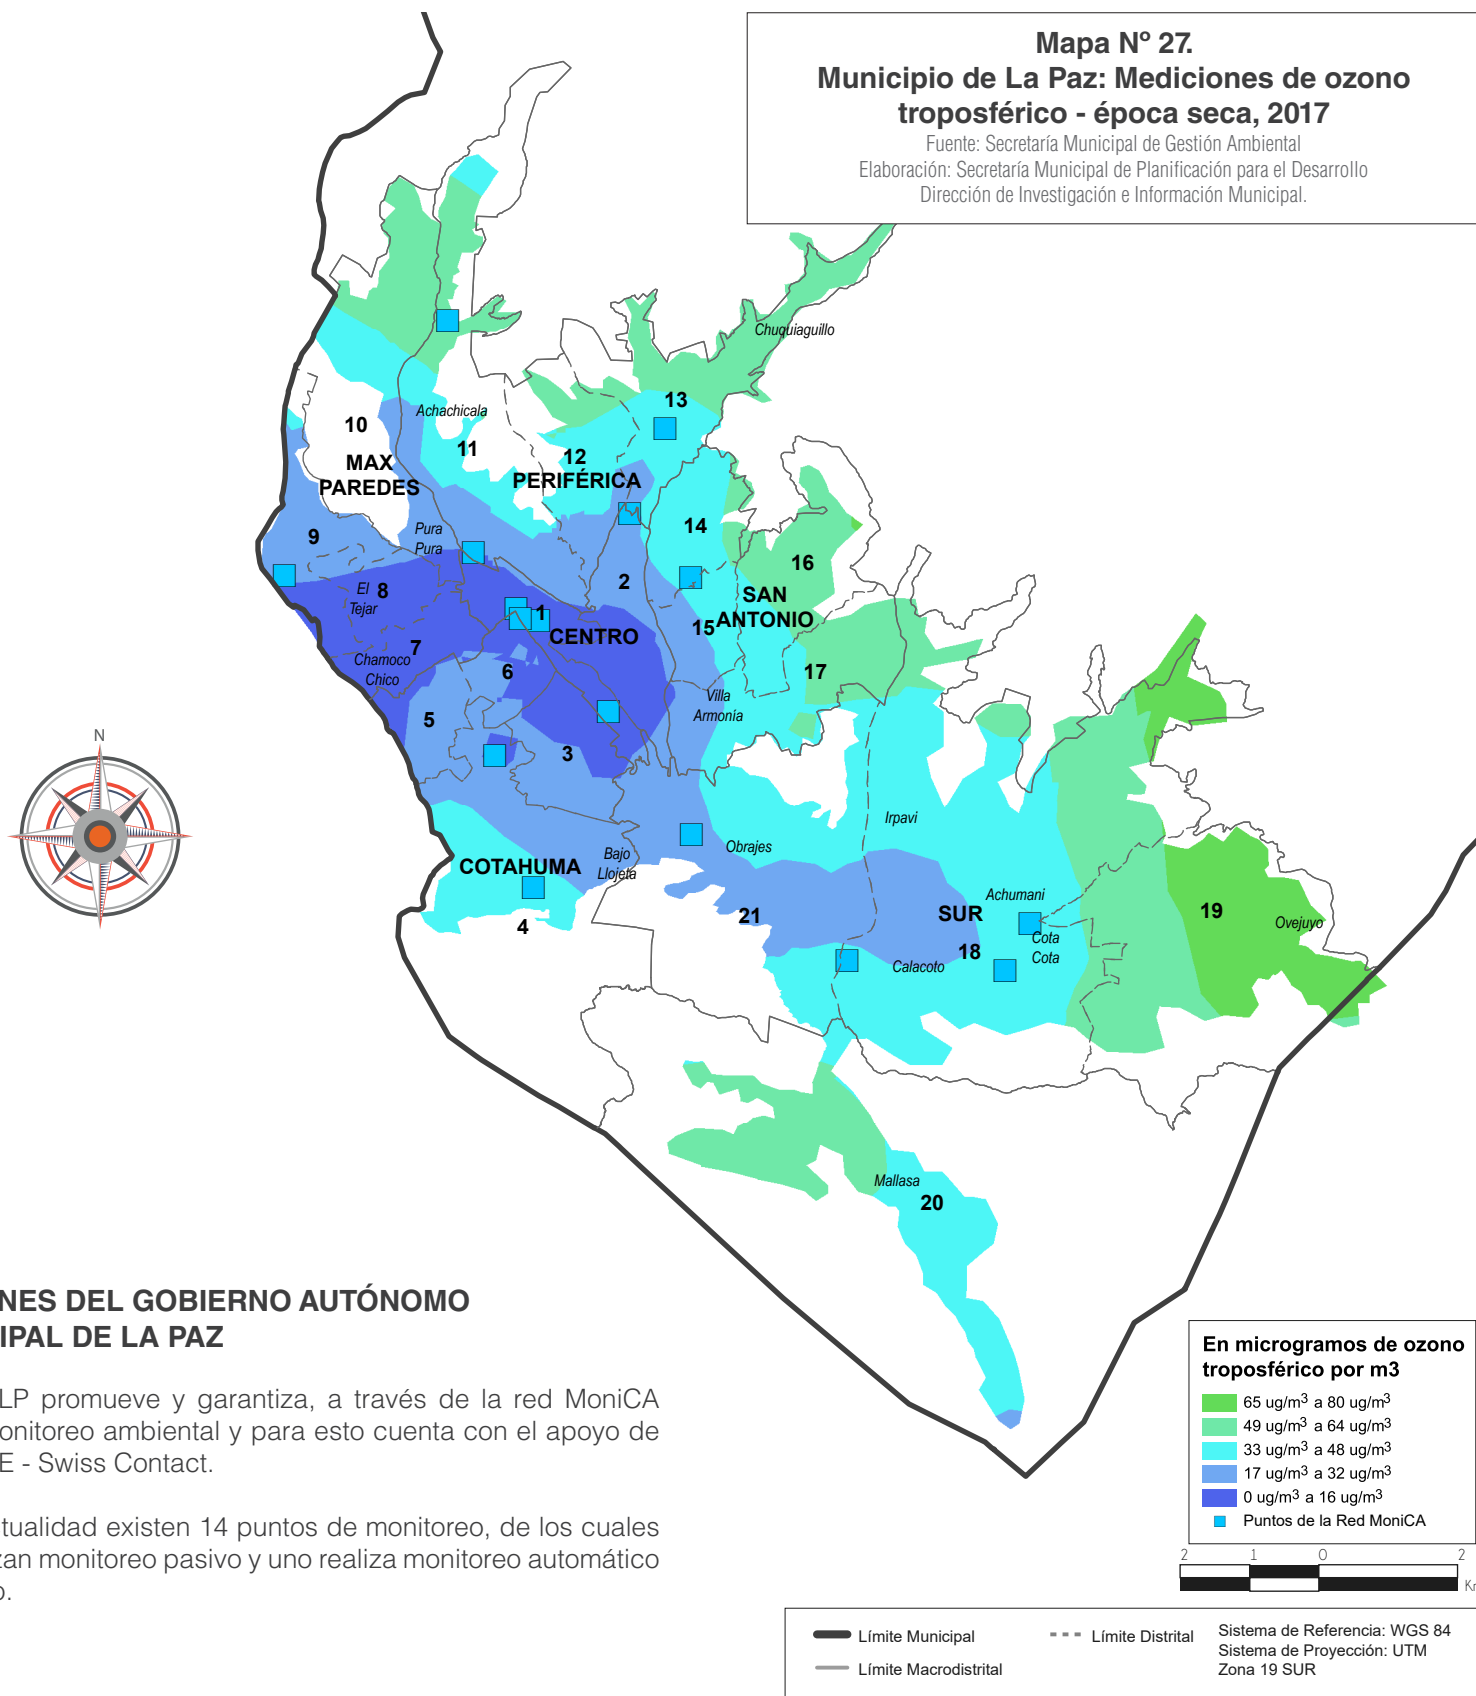 Mapa Nº 27.
Municipio de La Paz: Mediciones de ozono
troposférico - época seca, 2017
Fuente: Secretaría Municipal de Gestión Ambiental
Elaboración: Secretaría Municipal de Planificación para el Desarrollo
Dirección de Investigación e Información Municipal.
Chuquiaguillo
13
Achachicala
10
11
12
MAX
PAREDES
PERIFÉRICA
14
9
Pura
Pura
16
2
El
Tejar
8
SAN
ANTONIO
1
CENTRO
15
7
Chamoco
Chico
6
17
Villa
Armonía
5
3
N
Irpavi
Obrajes
Bajo
Llojeta
COTAHUMA
4
21
SUR
Achumani
19
Ovejuyo
Cota
Cota
18
Calacoto
Mallasa
20
NES DEL GOBIERNO AUTÓNOMO
IPAL DE LA PAZ
LP promueve y garantiza, a través de la red MoniCA
onitoreo ambiental y para esto cuenta con el apoyo de
E - Swiss Contact.
tualidad existen 14 puntos de monitoreo, de los cuales
zan monitoreo pasivo y uno realiza monitoreo automático
o.
En microgramos de ozono
troposférico por m3
65 ug/m³ a 80 ug/m³
49 ug/m³ a 64 ug/m³
33 ug/m³ a 48 ug/m³
17 ug/m³ a 32 ug/m³
0 ug/m³ a 16 ug/m³
Puntos de la Red MoniCA
2 1 0 2
Km
Límite Municipal
Límite Distrital
Límite Macrodistrital
Sistema de Referencia: WGS 84
Sistema de Proyección: UTM
Zona 19 SUR